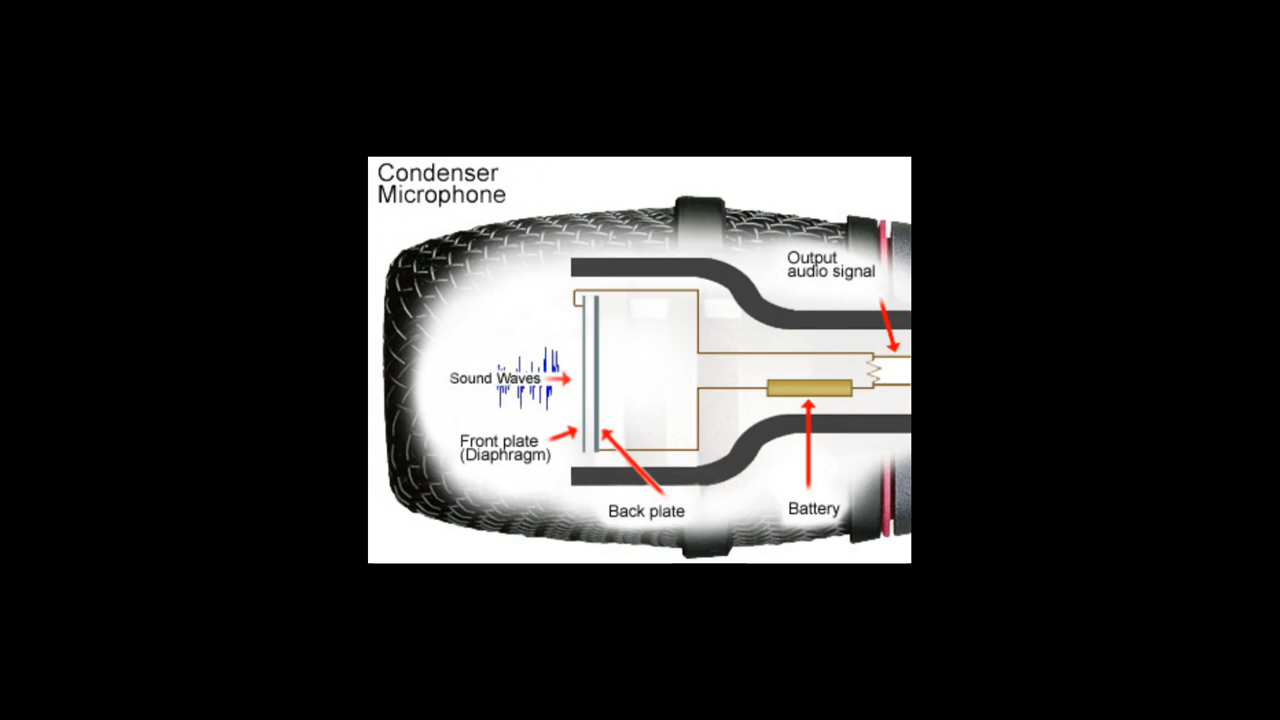 Condenser
Microphone
Output
audio signal
Sound Waves
Front plate
(Diaphragm)
Back plate
Battery